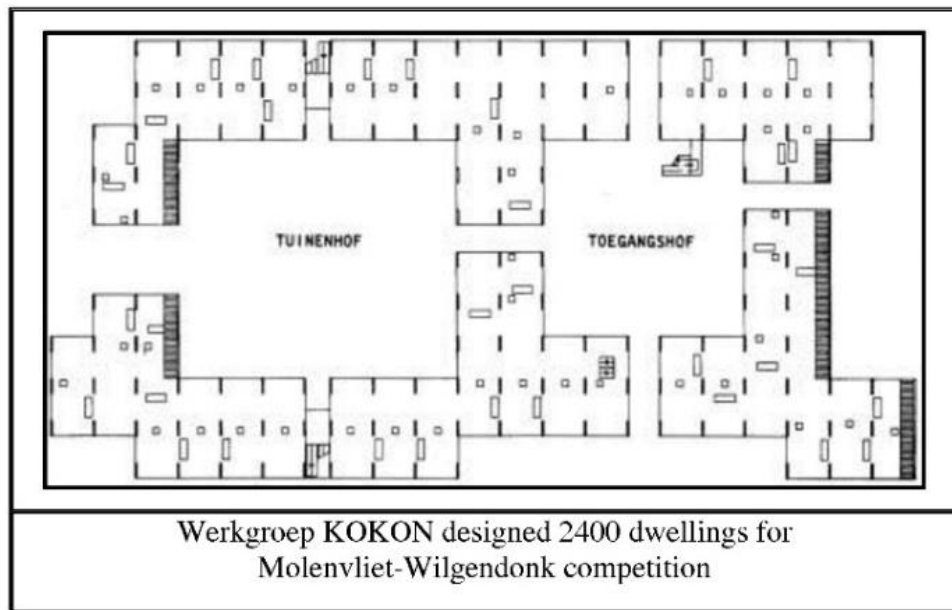 TUINENHOF
TOEGANGSHOF
Werkgroep KOKON designed 2400 dwellings for
Molenvliet-Wilgendonk competition